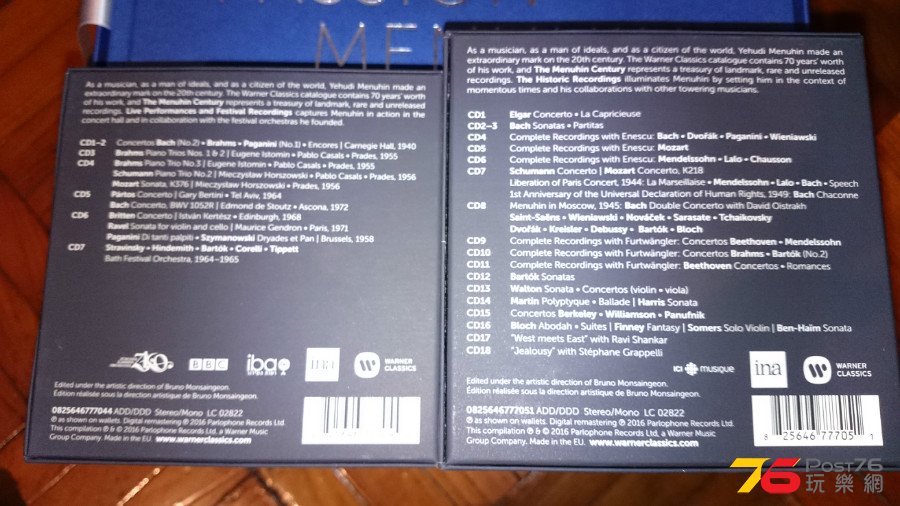 MEN
As a musician, as a man of ideals, and as a citizen of the world, Yehudi Menuhin made an
extraordinary mark on the 20th century. The Warner Classics catalogue contains 70 years' worth
of his work, and The Menuhin Century represents a treasury of landmark, rare and unreleased
recordings. Live Performances and Festival Recordings captures Menuhin in action in the
concert hall and in collaboration with the festival orchestras he founded.
CD1–2 Concertos Bach (No.2) • Brahms • Paganini (No.1) • Encores | Carnegie Hall, 1940
CD3 Brahms Piano Trios Nos. 1 & 2 | Eugene Istomin • Pablo Casals • Prades, 1955
CD4 Brahms Piano Trio No.3 | Eugene Istomin • Pablo Casals • Prades, 1955
Schumann Piano Trio No.2 | Mieczysław Horszowski • Pablo Casals • Prades, 1956
Mozart Sonata, K376 | Mieczysław Horszowski • Prades, 1956
CD5 Pártos Concerto | Gary Bertini • Tel Aviv, 1964
Bach Concerto, BWV 1052R | Edmond de Stoutz • Ascona, 1972
CD6 Britten Concerto | István Kertész • Edinburgh, 1968
Ravel Sonata for violin and cello | Maurice Gendron • Paris, 1971
Paganini Di tanti palpiti • Szymanowski Dryades et Pan | Brussels, 1958
CD7 Stravinsky • Hindemith • Bartók • Corelli • Tippett
Bath Festival Orchestra, 1964–1965
BBC
iba
ina
WARNER
CLASSICS
Edited under the artistic direction of Bruno Monsaingeon.
Édition réalisée sous la direction artistique de Bruno Monsaingeon.
0825646777044 ADD/DDD Stereo/Mono LC 02822
℗ as shown on wallets. Digital remastering ℗ 2016 Parlophone Records Ltd.
This compilation ℗ & © 2016 Parlophone Records Ltd, a Warner Music
Group Company. Made in the EU. www.warnerclassics.com
As a musician, as a man of ideals, and as a citizen of the world, Yehudi Menuhin made an
extraordinary mark on the 20th century. The Warner Classics catalogue contains 70 years' worth
of his work, and The Menuhin Century represents a treasury of landmark, rare and unreleased
recordings. The Historic Recordings illuminates Menuhin by setting him in the context of
momentous times and his collaborations with other towering musicians.
CD1 Elgar Concerto • La Capricieuse
CD2–3 Bach Sonatas • Partitas
CD4 Complete Recordings with Enescu: Bach • Dvořák • Paganini • Wieniawski
CD5 Complete Recordings with Enescu: Mozart
CD6 Complete Recordings with Enescu: Mendelssohn • Lalo • Chausson
CD7 Schumann Concerto | Mozart Concerto, K218
Liberation of Paris Concert, 1944: La Marseillaise • Mendelssohn • Lalo • Bach • Speech
1st Anniversary of the Universal Declaration of Human Rights, 1949: Bach Chaconne
CD8 Menuhin in Moscow, 1945: Bach Double Concerto with David Oistrakh
Saint-Saëns • Wieniawski • Nováček • Sarasate • Tchaikovsky
Dvořák • Kreisler • Debussy • Bartók • Bloch
CD9 Complete Recordings with Furtwängler: Concertos Beethoven • Mendelssohn
CD10 Complete Recordings with Furtwängler: Concertos Brahms • Bartók (No.2)
CD11 Complete Recordings with Furtwängler: Beethoven Concertos • Romances
CD12 Bartók Sonatas
CD13 Walton Sonata • Concertos (violin • viola)
CD14 Martin Polyptyque • Ballade | Harris Sonata
CD15 Concertos Berkeley • Williamson • Panufnik
CD16 Bloch Abodah • Suites | Finney Fantasy | Somers Solo Violin | Ben-Haïm Sonata
CD17 "West meets East" with Ravi Shankar
CD18 "Jealousy" with Stéphane Grappelli
ICI musique
ina
WARNER
CLASSICS
Edited under the artistic direction of Bruno Monsaingeon.
Édition réalisée sous la direction artistique de Bruno Monsaingeon.
0825646777051 ADD/DDD Stereo/Mono LC 02822
℗ as shown on wallets. Digital remastering ℗ 2016 Parlophone Records Ltd.
This compilation ℗ & © 2016 Parlophone Records Ltd, a Warner Music
Group Company. Made in the EU. www.warnerclassics.com
8 25646 77705 1
76 Post76
玩樂網